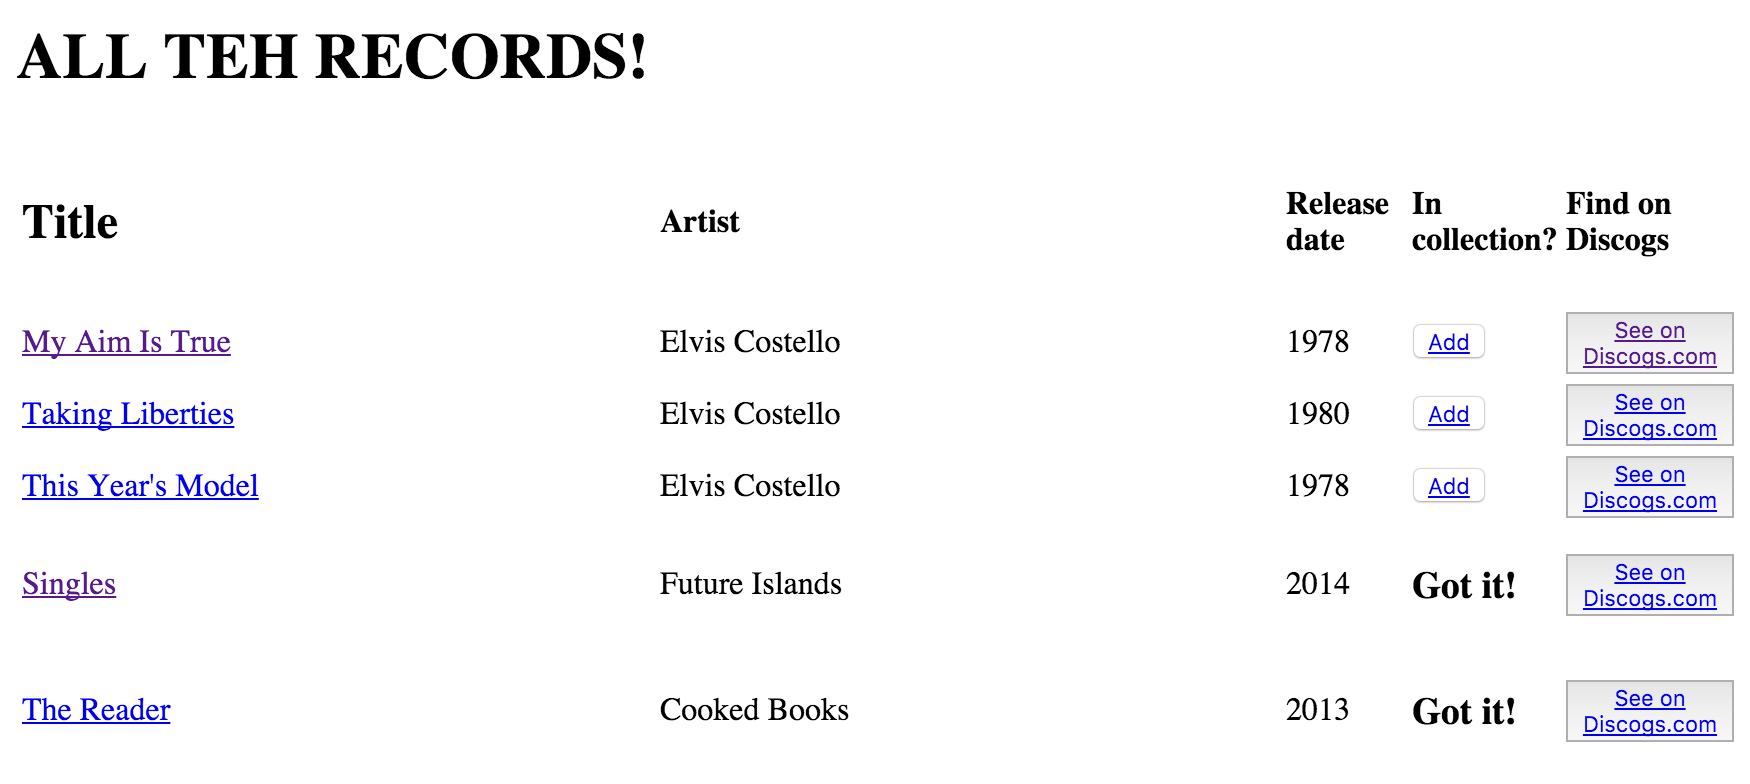 ALL TEH RECORDS!
Title Artist Release date In collection? Find on Discogs
My Aim Is True Elvis Costello 1978 Add See on Discogs.com
Taking Liberties Elvis Costello 1980 Add See on Discogs.com
This Year's Model Elvis Costello 1978 Add See on Discogs.com
Singles Future Islands 2014 Got it! See on Discogs.com
The Reader Cooked Books 2013 Got it! See on Discogs.com